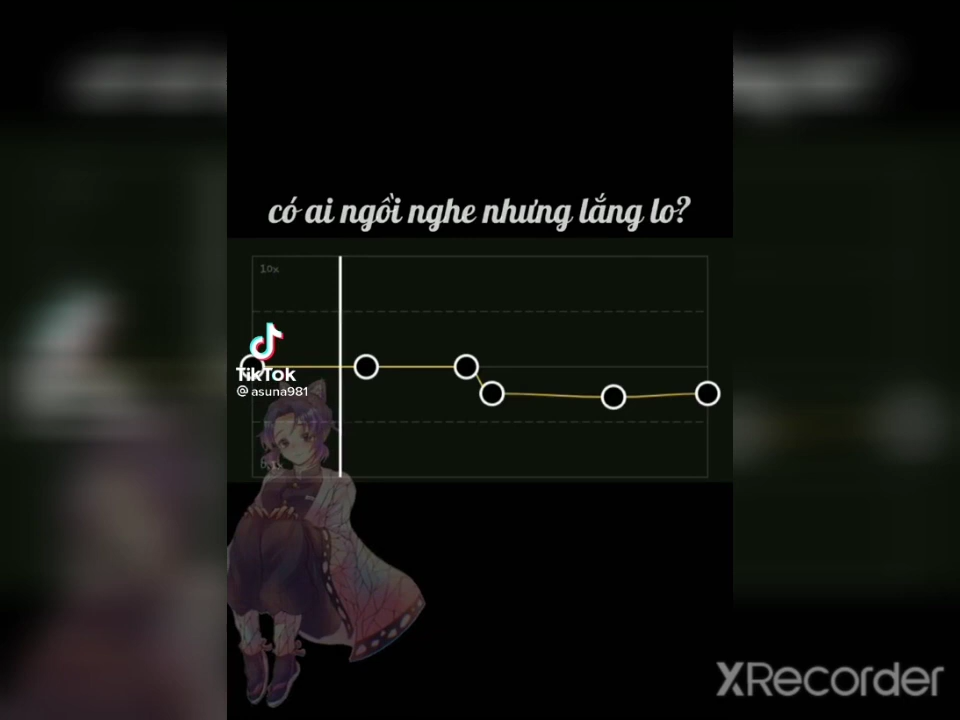 có ai ngồi nghe nhưng lắng lo?
10x
TikTok
@asuna981
XRecorder